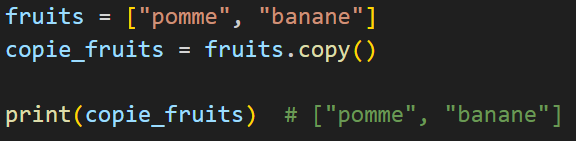 fruits = ["pomme", "banane"]
copie_fruits = fruits.copy()
print(copie_fruits)  # ["pomme", "banane"]